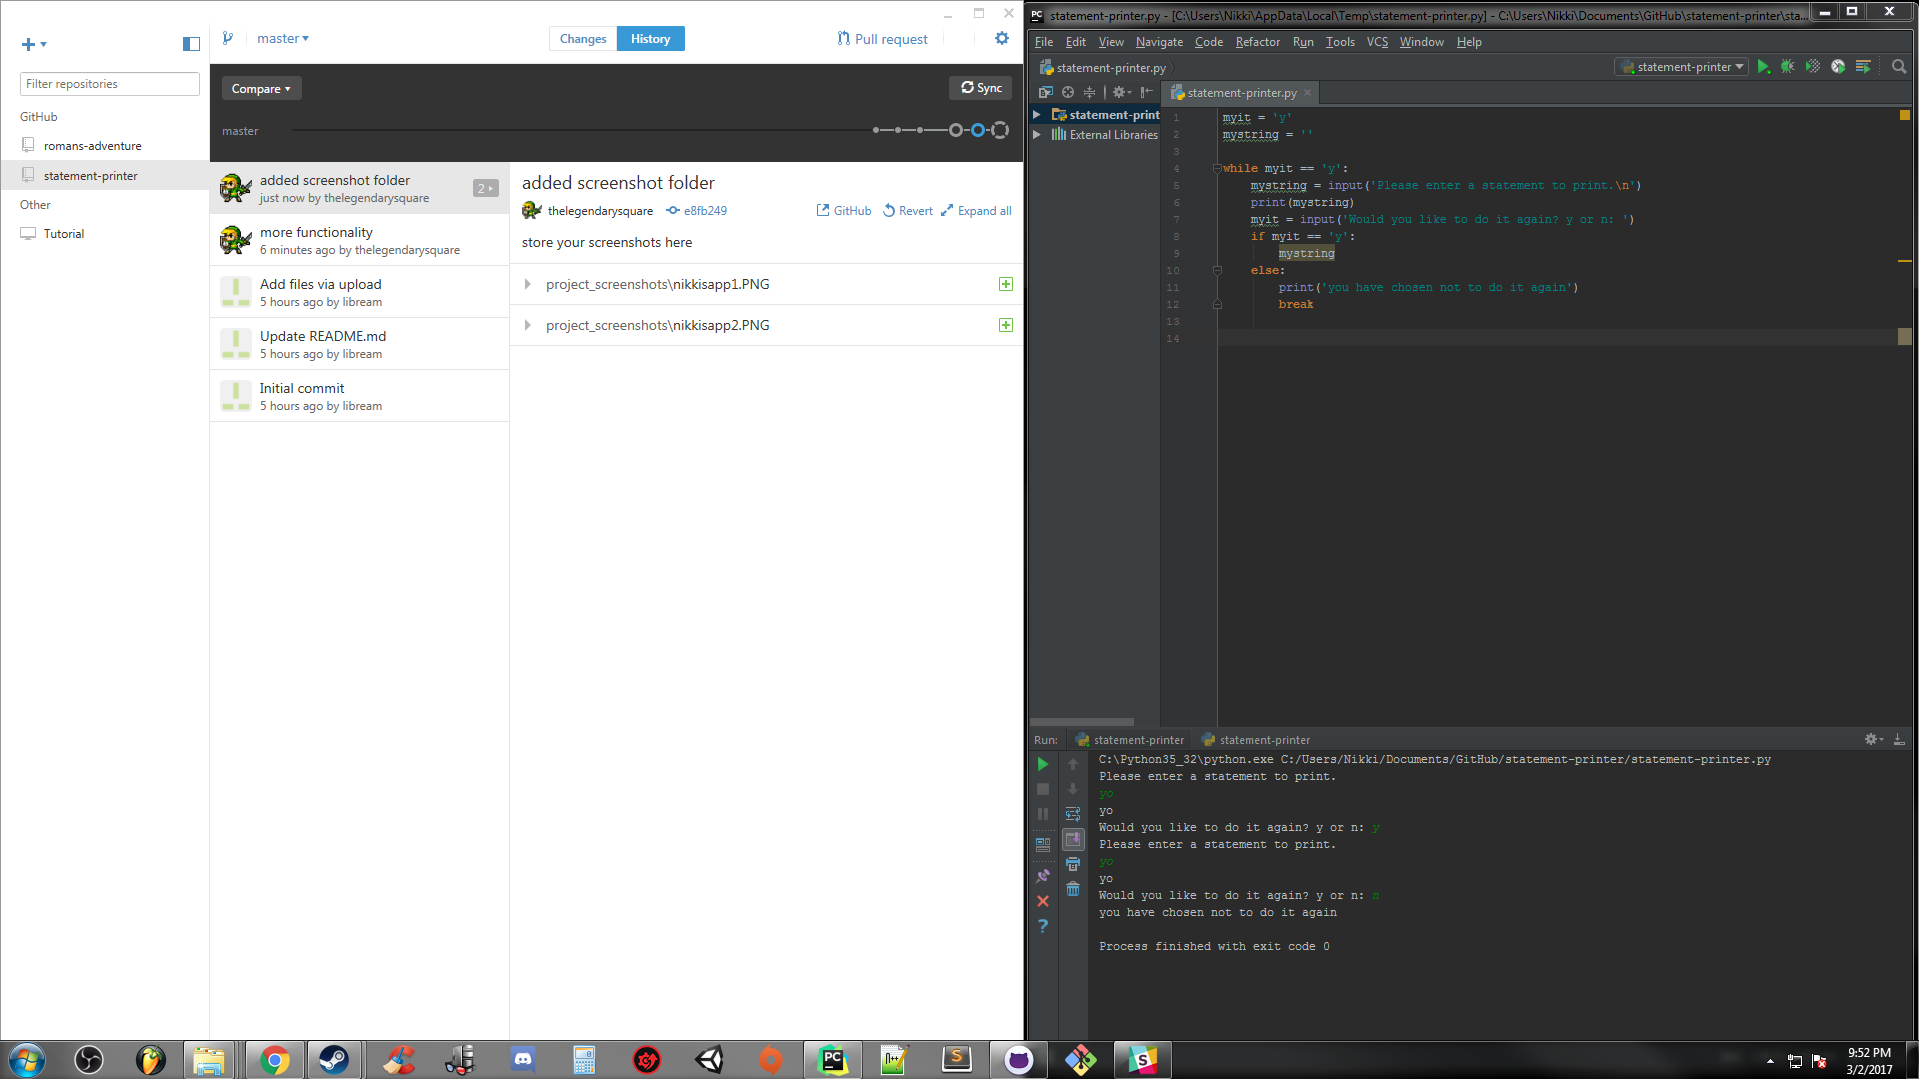 master
Changes
History
Pull request
Filter repositories
GitHub
romans-adventure
statement-printer
Other
Tutorial
Compare
Sync
master
added screenshot folder
just now by thelegendarysquare
2
more functionality
6 minutes ago by thelegendarysquare
Add files via upload
5 hours ago by libream
Update README.md
5 hours ago by libream
Initial commit
5 hours ago by libream
added screenshot folder
thelegendarysquare
e8fb249
GitHub
Revert
Expand all
store your screenshots here
project_screenshots\nikkisapp1.PNG
project_screenshots\nikkisapp2.PNG
PC
statement-printer.py - [C:\Users\Nikki\AppData\Local\Temp\statement-printer.py] - C:\Users\Nikki\Documents\GitHub\statement-printer\sta...
File Edit View Navigate Code Refactor Run Tools VCS Window Help
statement-printer.py
statement-printer
statement-printer.py
statement-print
External Libraries
1 myit = 'y'
2 mystring = ''
3
4 while myit == 'y':
5 mystring = input('Please enter a statement to print.\n')
6 print(mystring)
7 myit = input('Would you like to do it again? y or n: ')
8 if myit == 'y':
9 mystring
10 else:
11 print('you have chosen not to do it again')
12 break
13
14
Run: statement-printer statement-printer
C:\Python35_32\python.exe C:/Users/Nikki/Documents/GitHub/statement-printer/statement-printer.py
Please enter a statement to print.
yo
yo
Would you like to do it again? y or n: y
Please enter a statement to print.
yo
yo
Would you like to do it again? y or n: n
you have chosen not to do it again
Process finished with exit code 0
PC
9:52 PM
3/2/2017